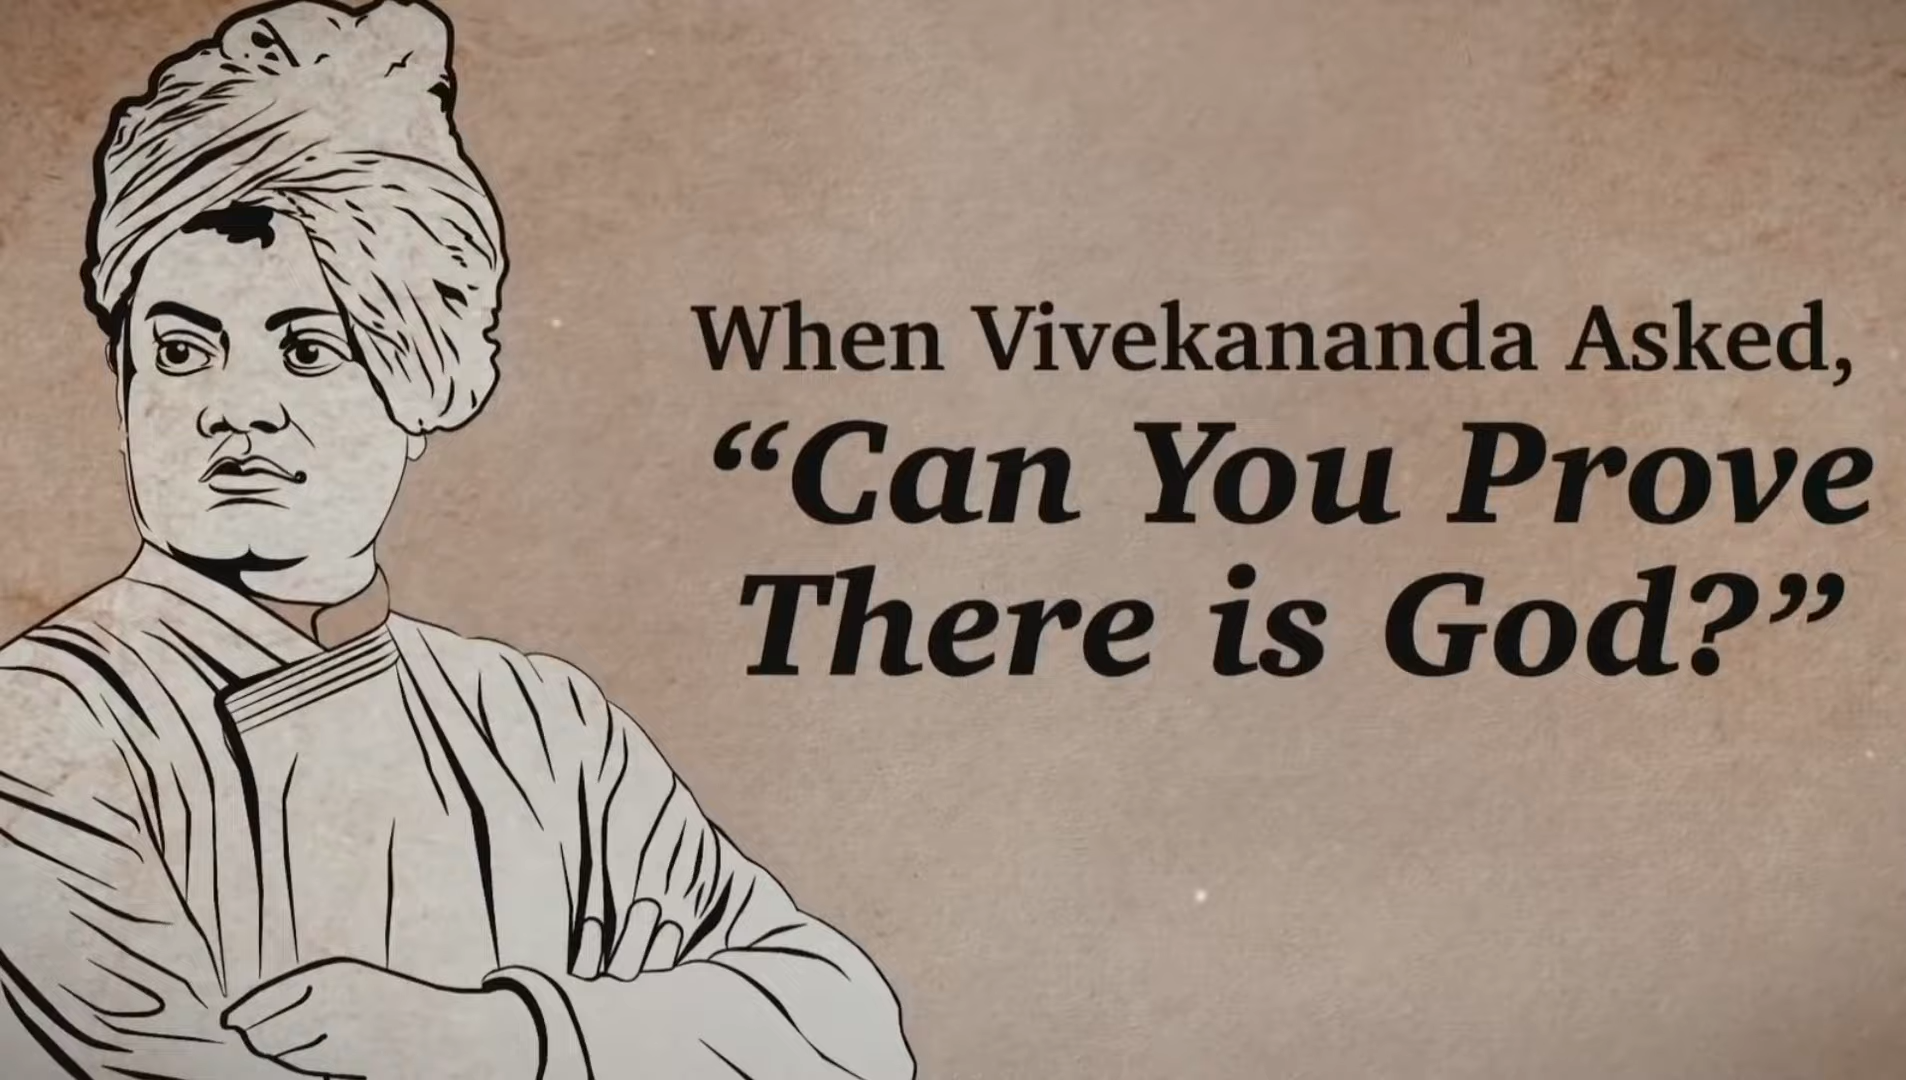 When Vivekananda Asked,
“Can You Prove
There is God?”